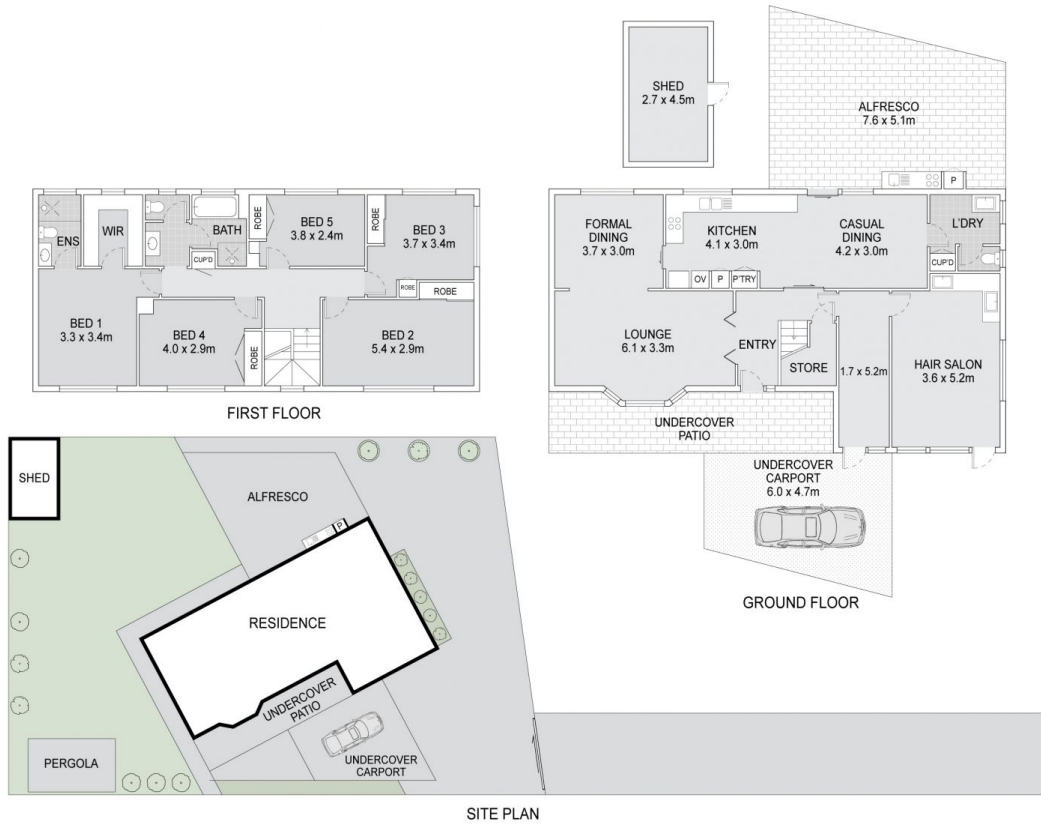 SHED
2.7 x 4.5m
ALFRESCO
7.6 x 5.1m
P
ENS
WIR
BATH
CUP'D
ROBE
BED 5
3.8 x 2.4m
ROBE
BED 3
3.7 x 3.4m
ROBE
ROBE
BED 1
3.3 x 3.4m
BED 4
4.0 x 2.9m
ROBE
BED 2
5.4 x 2.9m
FIRST FLOOR
FORMAL
DINING
3.7 x 3.0m
KITCHEN
4.1 x 3.0m
CASUAL
DINING
4.2 x 3.0m
L'DRY
CUP'D
OV
P
P'TRY
LOUNGE
6.1 x 3.3m
ENTRY
STORE
1.7 x 5.2m
HAIR SALON
3.6 x 5.2m
UNDERCOVER
PATIO
UNDERCOVER
CARPORT
6.0 x 4.7m
GROUND FLOOR
SHED
ALFRESCO
P
RESIDENCE
UNDERCOVER
PATIO
UNDERCOVER
CARPORT
PERGOLA
SITE PLAN